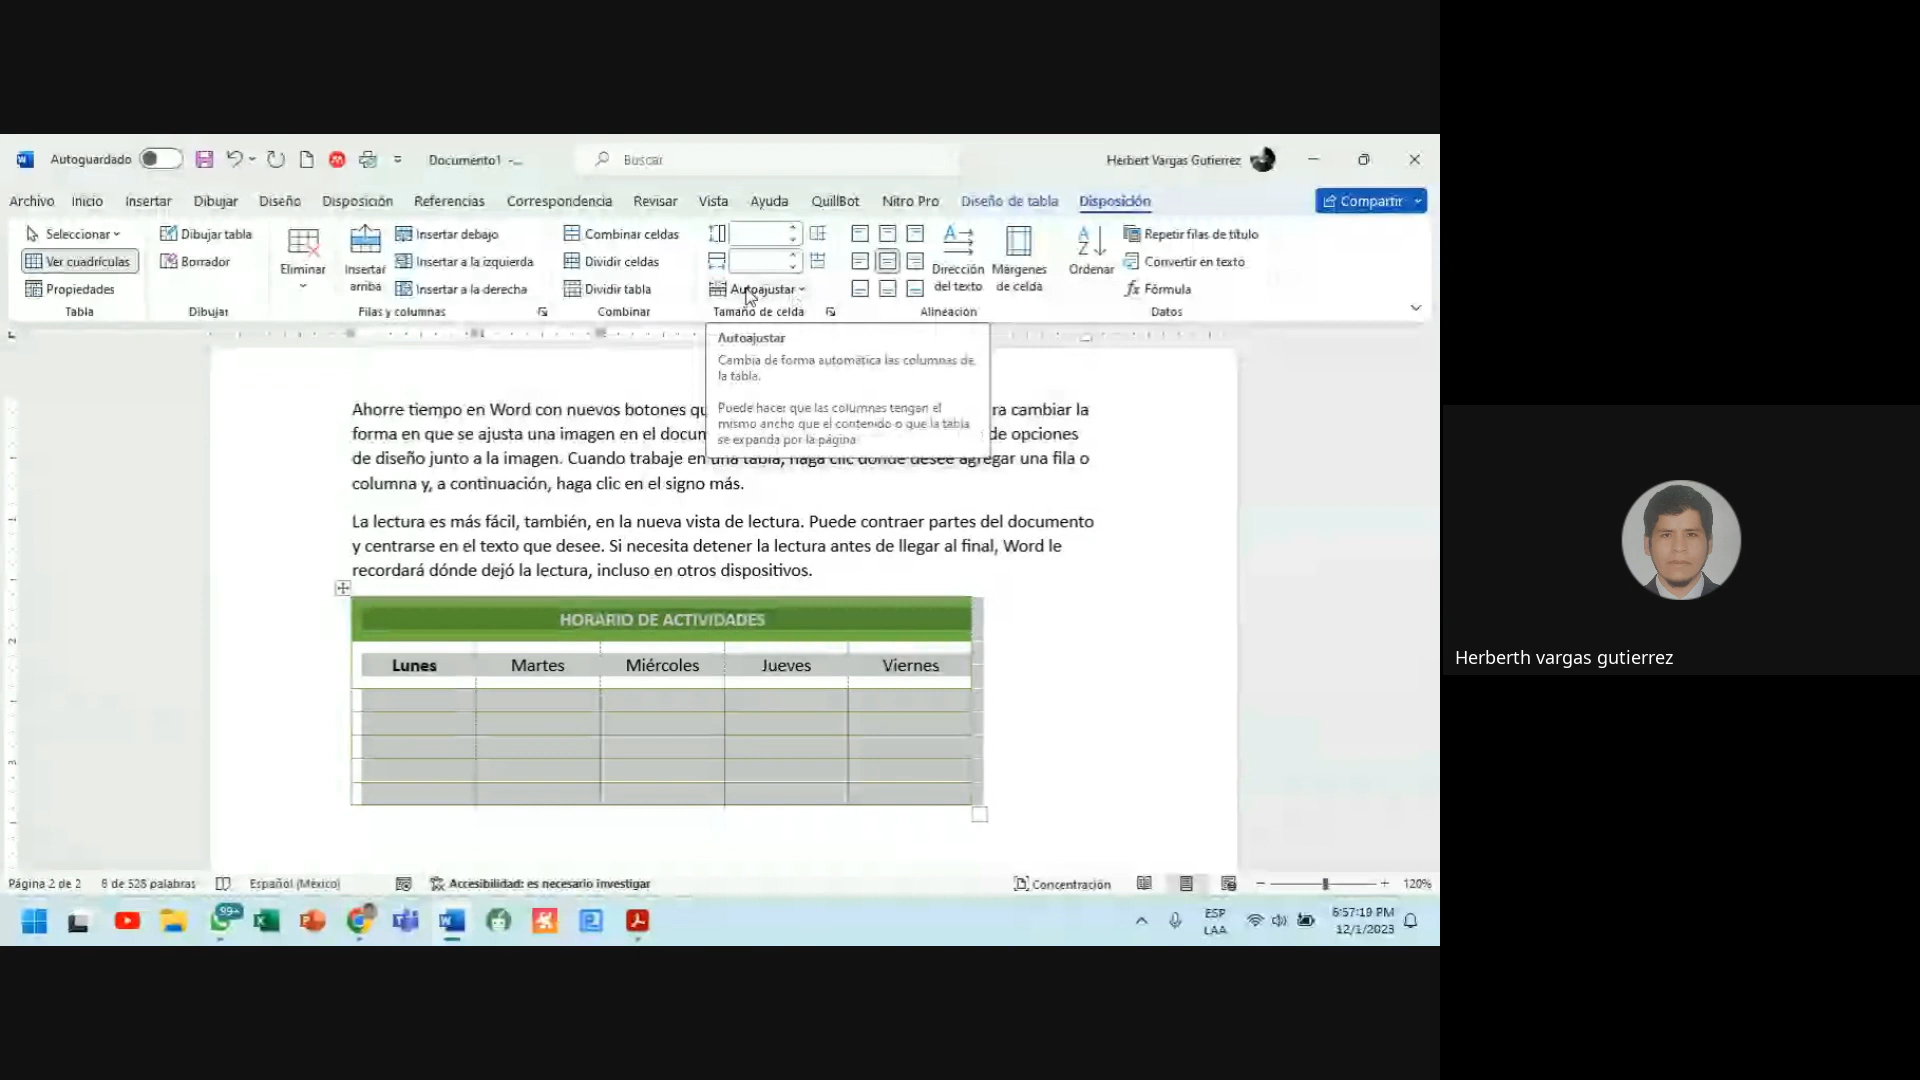 Autoguardado
Documento1 -...
Buscar
Herbert Vargas Gutierrez
Archivo Inicio Insertar Dibujar Diseño Disposición Referencias Correspondencia Revisar Vista Ayuda QuillBot Nitro Pro Diseño de tabla Disposición Compartir
Seleccionar
Ver cuadrículas
Propiedades
Tabla
Dibujar tabla
Borrador
Dibujar
Eliminar
Insertar arriba
Insertar debajo
Insertar a la izquierda
Insertar a la derecha
Filas y columnas
Combinar celdas
Dividir celdas
Dividir tabla
Combinar
Autoajustar
Tamaño de celda
Dirección del texto
Márgenes de celda
Alineación
Ordenar
Repetir filas de título
Convertir en texto
Fórmula
Datos
Autoajustar
Cambia de forma automática las columnas de
la tabla.
Puede hacer que las columnas tengan el
mismo ancho que el contenido o que la tabla
se expanda por la página
Ahorre tiempo en Word con nuevos botones qu ra cambiar la
forma en que se ajusta una imagen en el docum de opciones
de diseño junto a la imagen. Cuando trabaje en una tabla, haga clic donde desee agregar una fila o
columna y, a continuación, haga clic en el signo más.
La lectura es más fácil, también, en la nueva vista de lectura. Puede contraer partes del documento
y centrarse en el texto que desee. Si necesita detener la lectura antes de llegar al final, Word le
recordará dónde dejó la lectura, incluso en otros dispositivos.
HORARIO DE ACTIVIDADES
Lunes Martes Miércoles Jueves Viernes
Página 2 de 2 8 de 528 palabras Español (México) Accesibilidad: es necesario investigar Concentración 120%
99+
ESP
LAA
6:57:19 PM
12/1/2023
Herberth vargas gutierrez